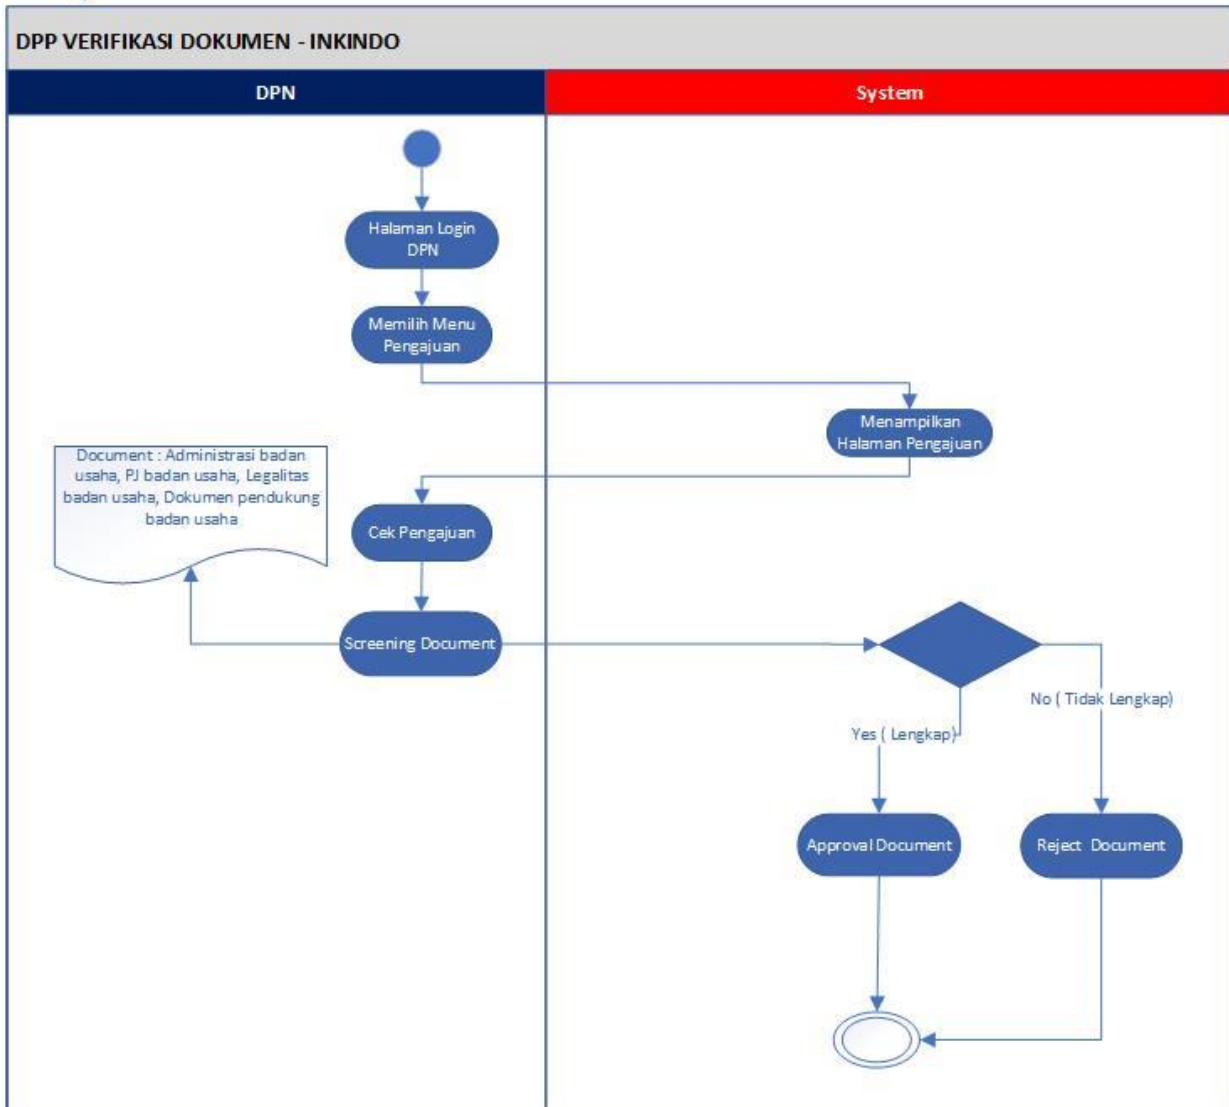 DPP VERIFIKASI DOKUMEN - INKINDO
DPN
System
Halaman Login
DPN
Memilih Menu
Pengajuan
Menampilkan
Halaman Pengajuan
Document : Administrasi badan
usaha, PJ badan usaha, Legalitas
badan usaha, Dokumen pendukung
badan usaha
Cek Pengajuan
Screening Document
No ( Tidak Lengkap)
Yes ( Lengkap)
Approval Document
Reject Document